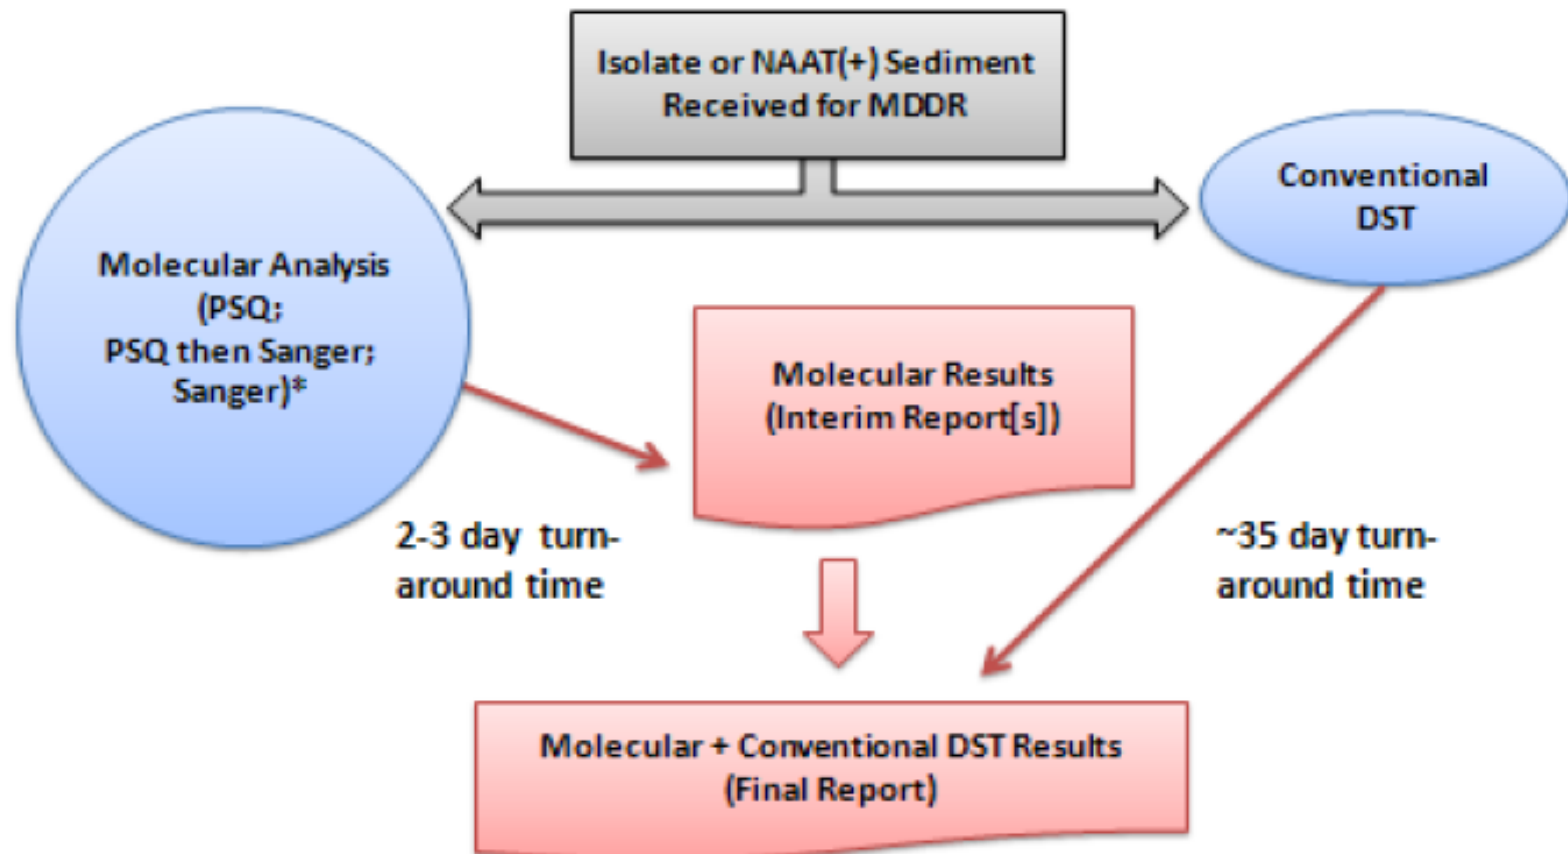 Isolate or NAAT(+) Sediment
Received for MDDR
Conventional
DST
Molecular Analysis
(PSQ;
PSQ then Sanger;
Sanger)*
Molecular Results
(Interim Report[s])
2-3 day turn-
around time
~35 day turn-
around time
Molecular + Conventional DST Results
(Final Report)